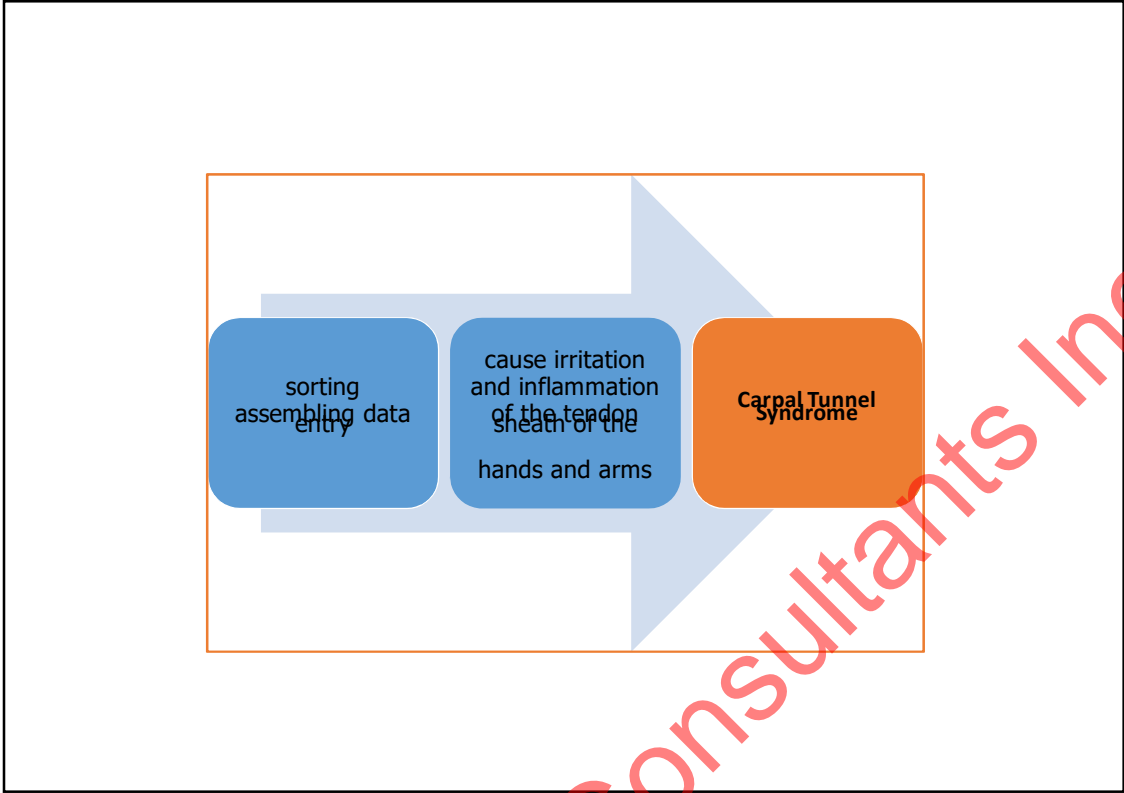 sorting
assembling data
entry
cause irritation
and inflammation
of the tendon
sheath of the
hands and arms
Carpal Tunnel
Syndrome
onsultants In